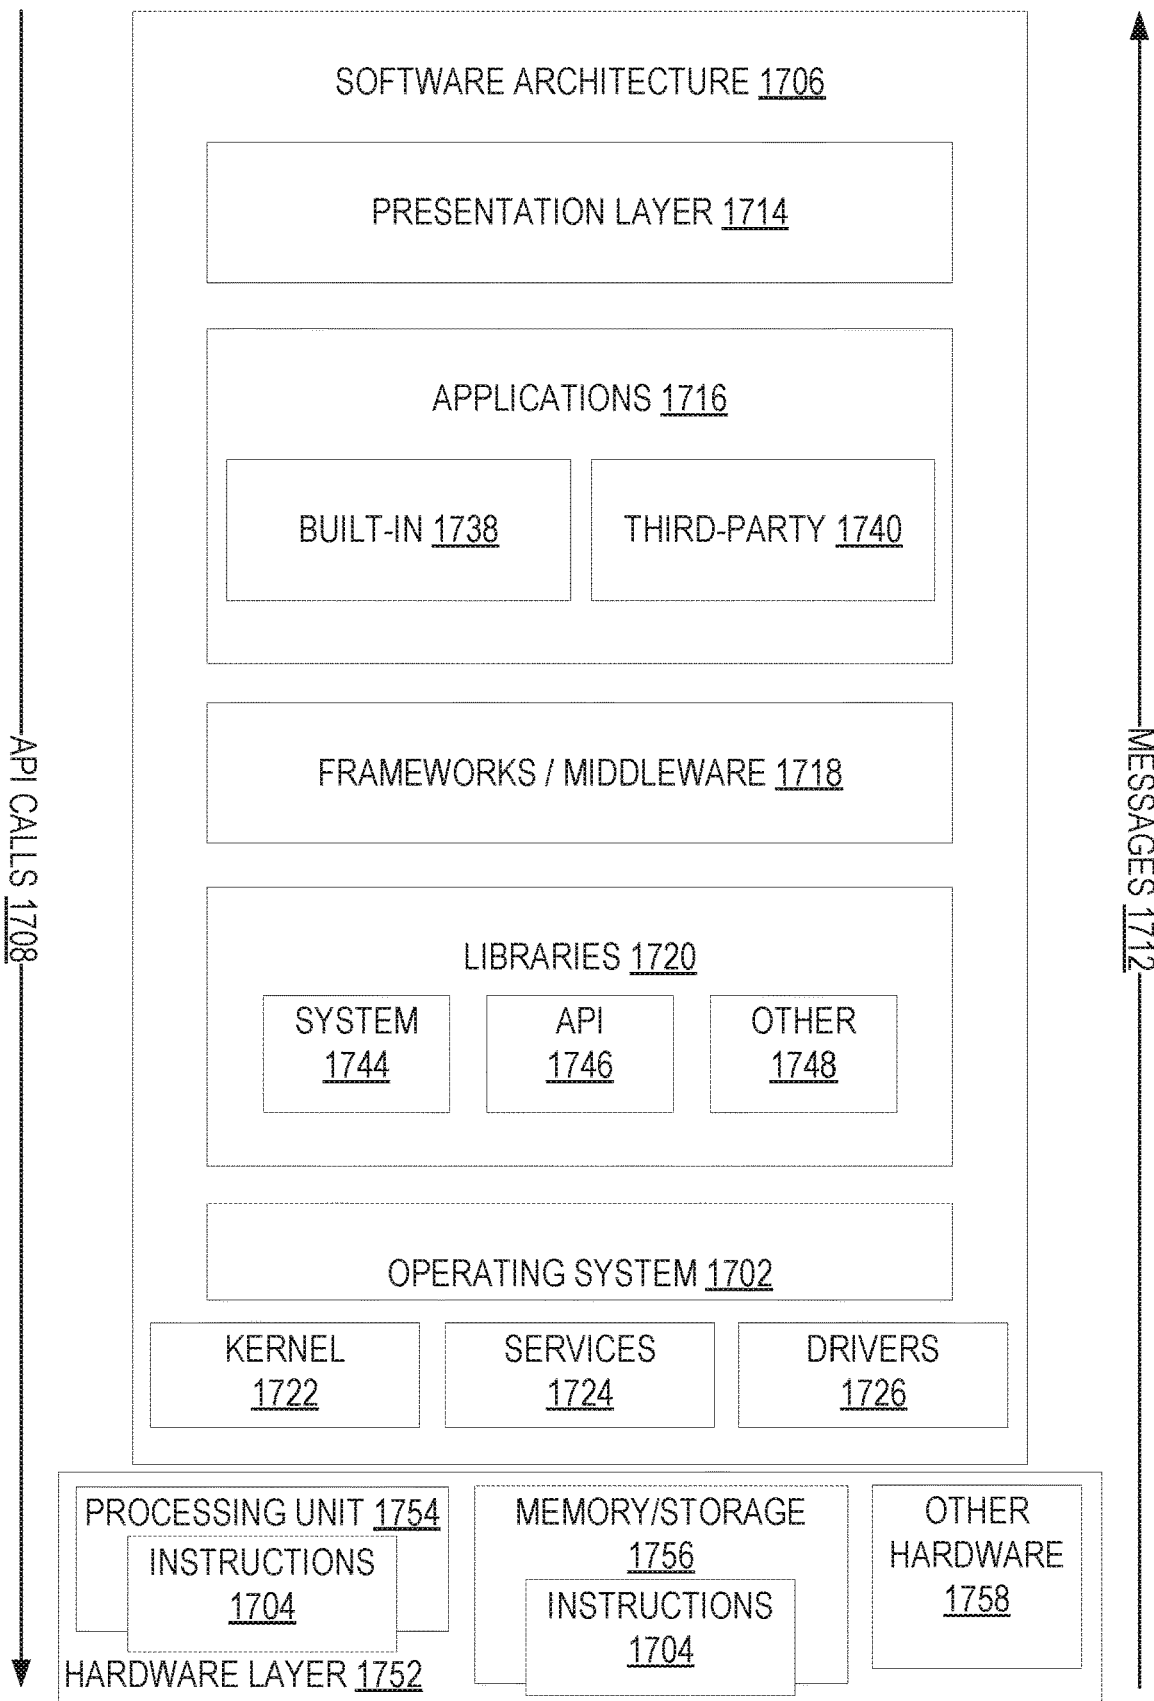 SOFTWARE ARCHITECTURE 1706
PRESENTATION LAYER 1714
APPLICATIONS 1716
BUILT-IN 1738
THIRD-PARTY 1740
FRAMEWORKS / MIDDLEWARE 1718
LIBRARIES 1720
SYSTEM
1744
API
1746
OTHER
1748
OPERATING SYSTEM 1702
KERNEL
1722
SERVICES
1724
DRIVERS
1726
PROCESSING UNIT 1754
INSTRUCTIONS
1704
MEMORY/STORAGE
1756
INSTRUCTIONS
1704
OTHER
HARDWARE
1758
HARDWARE LAYER 1752
API CALLS 1708
MESSAGES 1712